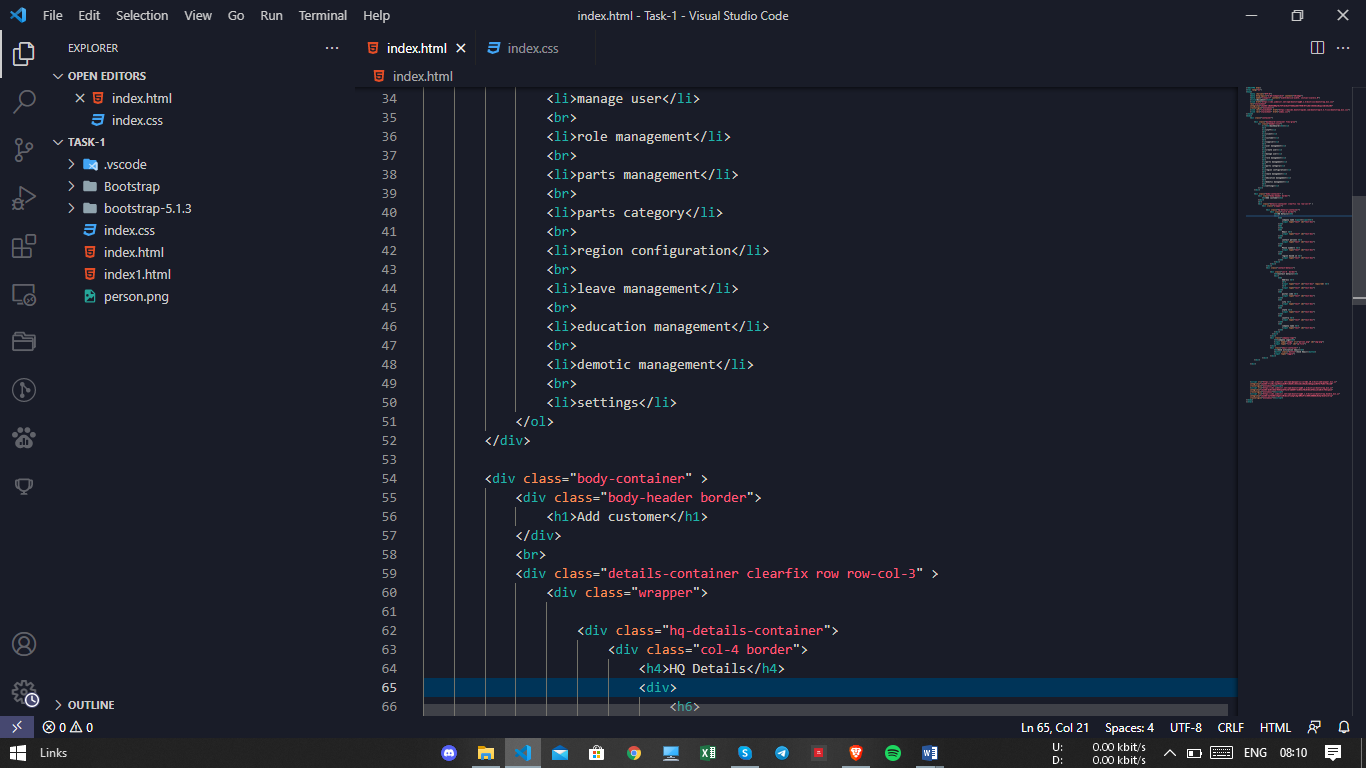 File Edit Selection View Go Run Terminal Help index.html - Task-1 - Visual Studio Code
EXPLORER
OPEN EDITORS
index.html
index.css
TASK-1
.vscode
Bootstrap
bootstrap-5.1.3
index.css
index.html
index1.html
person.png
OUTLINE
index.html index.css
index.html
34 <li>manage user</li>
35 <br>
36 <li>role management</li>
37 <br>
38 <li>parts management</li>
39 <br>
40 <li>parts category</li>
41 <br>
42 <li>region configuration</li>
43 <br>
44 <li>leave management</li>
45 <br>
46 <li>education management</li>
47 <br>
48 <li>demotic management</li>
49 <br>
50 <li>settings</li>
51 </ol>
52 </div>
53
54 <div class="body-container" >
55 <div class="body-header border">
56 <h1>Add customer</h1>
57 </div>
58 <br>
59 <div class="details-container clearfix row row-col-3" >
60 <div class="wrapper">
61
62 <div class="hq-details-container">
63 <div class="col-4 border">
64 <h4>HQ Details</h4>
65 <div>
66 <h6>
0 0 Ln 65, Col 21 Spaces: 4 UTF-8 CRLF HTML
Links U: 0.00 kbit/s ENG 08:10
D: 0.00 kbit/s